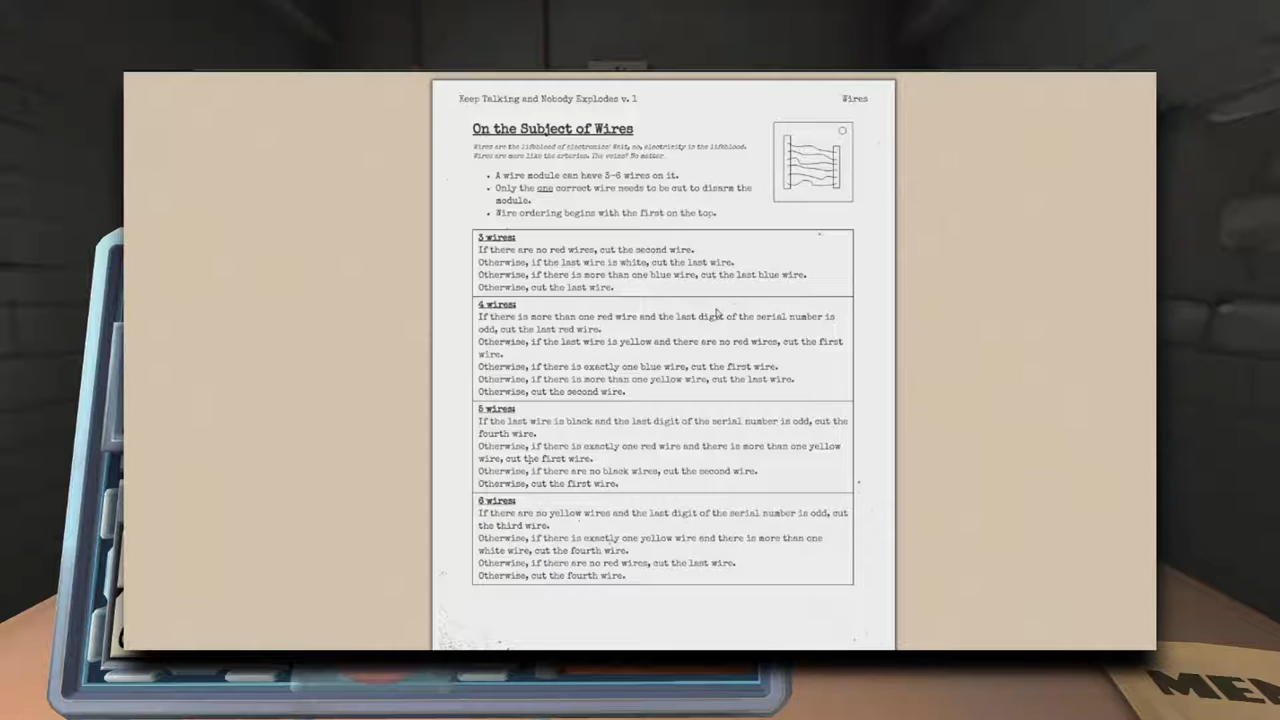 Keep Talking and Nobody Explodes v. 1
Wires
On the Subject of Wires
Wires are the lifeblood of electronics! Wait, no, electricity is the lifeblood.
Wires are more like the arteries. The veins? No matter.
• A wire module can have 3-6 wires on it.
• Only the one correct wire needs to be cut to disarm the
module.
• Wire ordering begins with the first on the top.
3 wires:
If there are no red wires, cut the second wire.
Otherwise, if the last wire is white, cut the last wire.
Otherwise, if there is more than one blue wire, cut the last blue wire.
Otherwise, cut the last wire.
4 wires:
If there is more than one red wire and the last digit of the serial number is
odd, cut the last red wire.
Otherwise, if the last wire is yellow and there are no red wires, cut the first
wire.
Otherwise, if there is exactly one blue wire, cut the first wire.
Otherwise, if there is more than one yellow wire, cut the last wire.
Otherwise, cut the second wire.
5 wires:
If the last wire is black and the last digit of the serial number is odd, cut the
fourth wire.
Otherwise, if there is exactly one red wire and there is more than one yellow
wire, cut the first wire.
Otherwise, if there are no black wires, cut the second wire.
Otherwise, cut the first wire.
6 wires:
If there are no yellow wires and the last digit of the serial number is odd, cut
the third wire.
Otherwise, if there is exactly one yellow wire and there is more than one
white wire, cut the fourth wire.
Otherwise, if there are no red wires, cut the last wire.
Otherwise, cut the fourth wire.